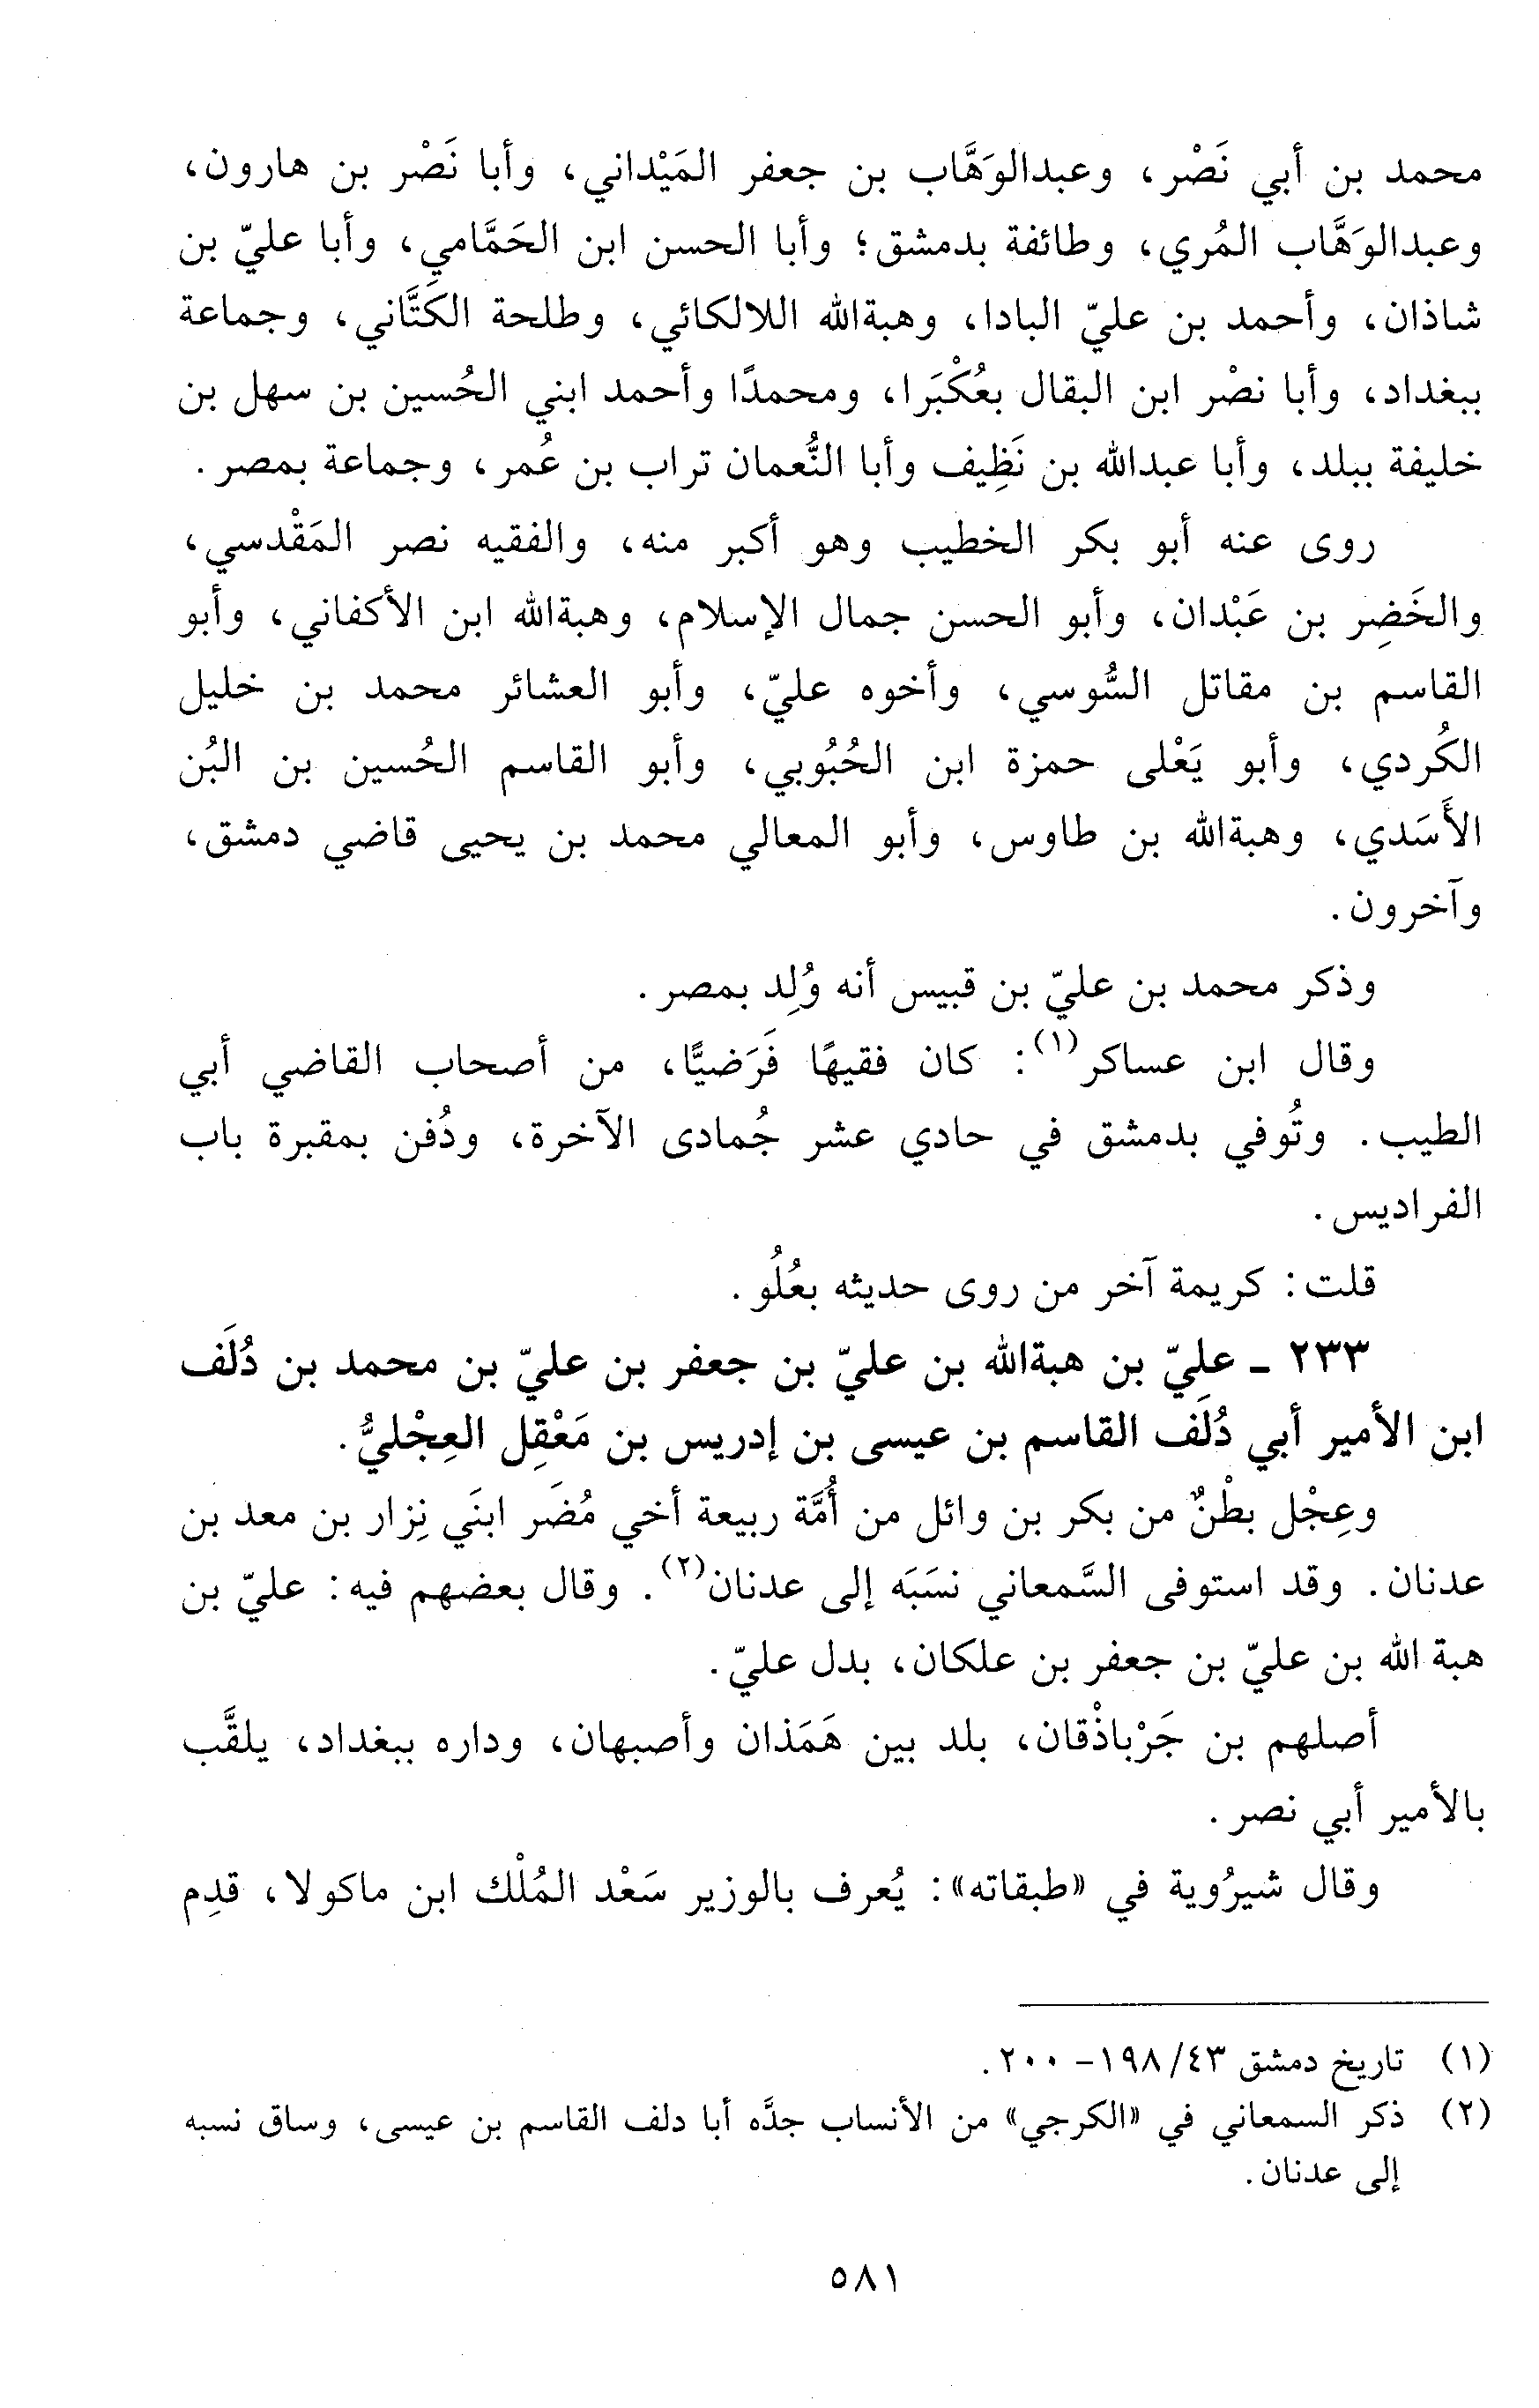 محمد بن أبي نَصْر، وعبدالوَهَّاب بن جعفر المَيْداني، وأبا نَصْر بن هارون،
وعبدالوَهَّاب المُري، وطائفة بدمشق؛ وأبا الحسن ابن الحَمَّامي، وأبا عليّ بن
شاذان، وأحمد بن عليّ البادا، وهبةالله اللالكائي، وطلحة الكَتَّاني، وجماعة
ببغداد، وأبا نصْر ابن البقال بعُكْبَرا، ومحمدًا وأحمد ابني الحُسين بن سهل بن
خليفة ببلد، وأبا عبدالله بن نَظِيف وأبا النُّعمان تراب بن عُمر، وجماعة بمصر.
روى عنه أبو بكر الخطيب وهو أكبر منه، والفقيه نصر المَقْدسي،
والخَضِر بن عَبْدان، وأبو الحسن جمال الإسلام، وهبةالله ابن الأكفاني، وأبو
القاسم بن مقاتل السُّوسي، وأخوه عليّ، وأبو العشائر محمد بن خليل
الكُردي، وأبو يَعْلى حمزة ابن الحُبُوبي، وأبو القاسم الحُسين بن البُن
الأَسَدي، وهبةالله بن طاوس، وأبو المعالي محمد بن يحيى قاضي دمشق،
وآخرون.
وذكر محمد بن عليّ بن قبيس أنه وُلِد بمصر.
وقال ابن عساكر(١): كان فقيهًا فَرَضيًّا، من أصحاب القاضي أبي
الطيب. وتُوفي بدمشق في حادي عشر جُمادى الآخرة، ودُفن بمقبرة باب
الفراديس.
قلت: كريمة آخر من روى حديثه بعُلُو.
٢٣٣ ـ عليّ بن هبةالله بن عليّ بن جعفر بن عليّ بن محمد بن دُلَف
ابن الأمير أبي دُلَف القاسم بن عيسى بن إدريس بن مَعْقِل العِجْليُّ.
وعِجْل بطْنٌ من بكر بن وائل من أُمَّة ربيعة أخي مُضَر ابنَي نِزار بن معد بن
عدنان. وقد استوفى السَّمعاني نسَبَه إلى عدنان(٢). وقال بعضهم فيه: عليّ بن
هبة الله بن عليّ بن جعفر بن علكان، بدل عليّ.
أصلهم بن جَرْباذْقان، بلد بين هَمَذان وأصبهان، وداره ببغداد، يلقَّب
بالأمير أبي نصر.
وقال شيرُوية في «طبقاته»: يُعرف بالوزير سَعْد المُلْك ابن ماكولا، قدِم
(١) تاريخ دمشق ٤٣/ ١٩٨- ٢٠٠.
(٢) ذكر السمعاني في «الكرجي» من الأنساب جدَّه أبا دلف القاسم بن عيسى، وساق نسبه
إلى عدنان.
٥٨١